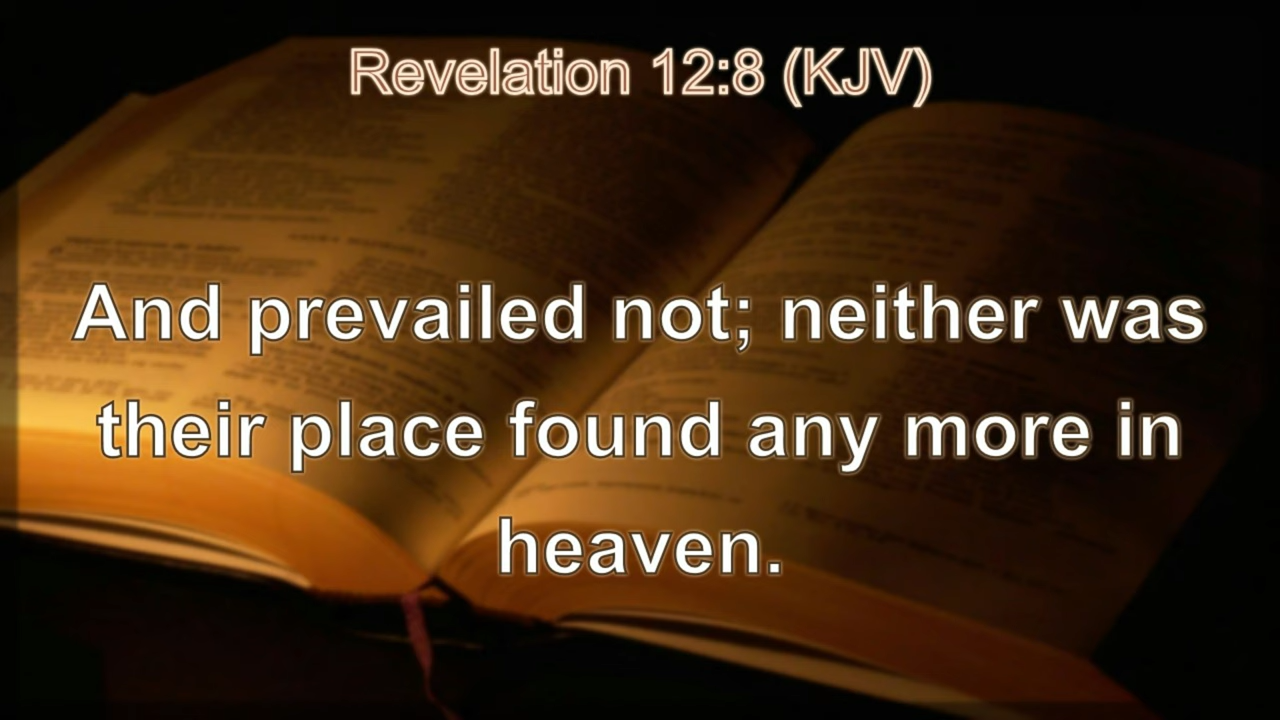 Revelation 12:8 (KJV)
And prevailed not; neither was
their place found any more in
heaven.